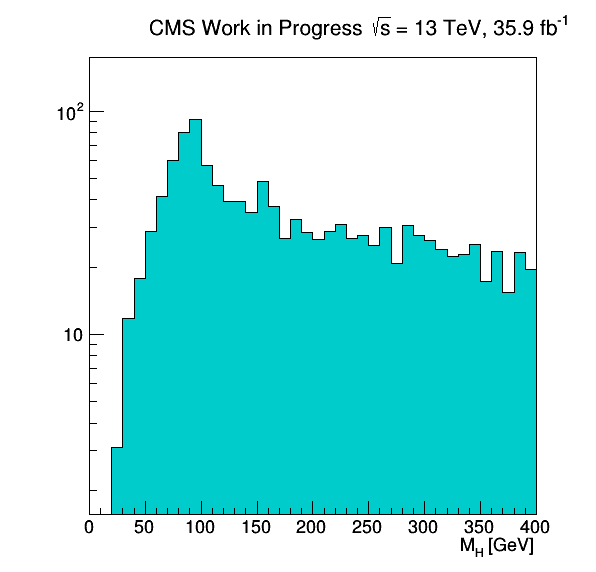 CMS Work in Progress √s = 13 TeV, 35.9 fb⁻¹
10²
10
0 50 100 150 200 250 300 350 400
M_H [GeV]